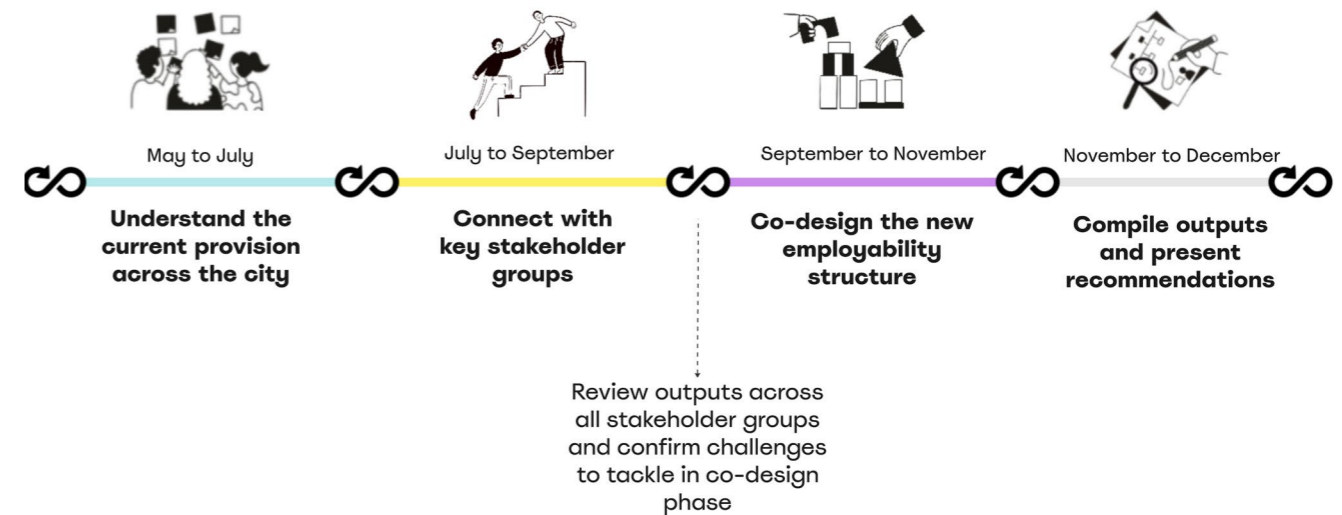 May to July
Understand the
current provision
across the city
July to September
Connect with
key stakeholder
groups
September to November
Co-design the new
employability
structure
November to December
Compile outputs
and present
recommendations
Review outputs across
all stakeholder groups
and confirm challenges
to tackle in co-design
phase